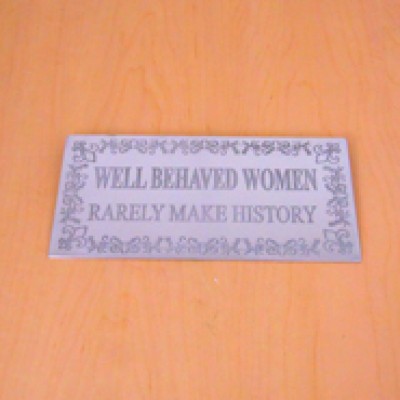 WELL BEHAVED WOMEN
RARELY MAKE HISTORY